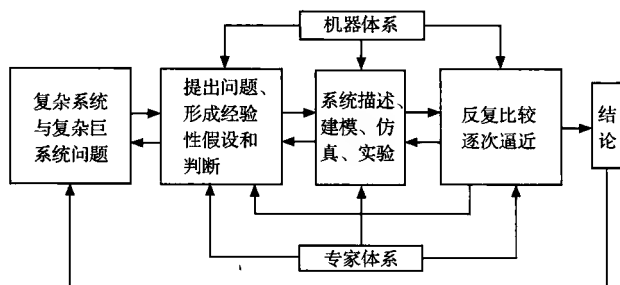 机器体系
复杂系统
与复杂巨
系统问题
提出问题、
形成经验
性假设和
判断
系统描述、
建模、仿
真、实验
反复比较
逐次逼近
结
论
专家体系